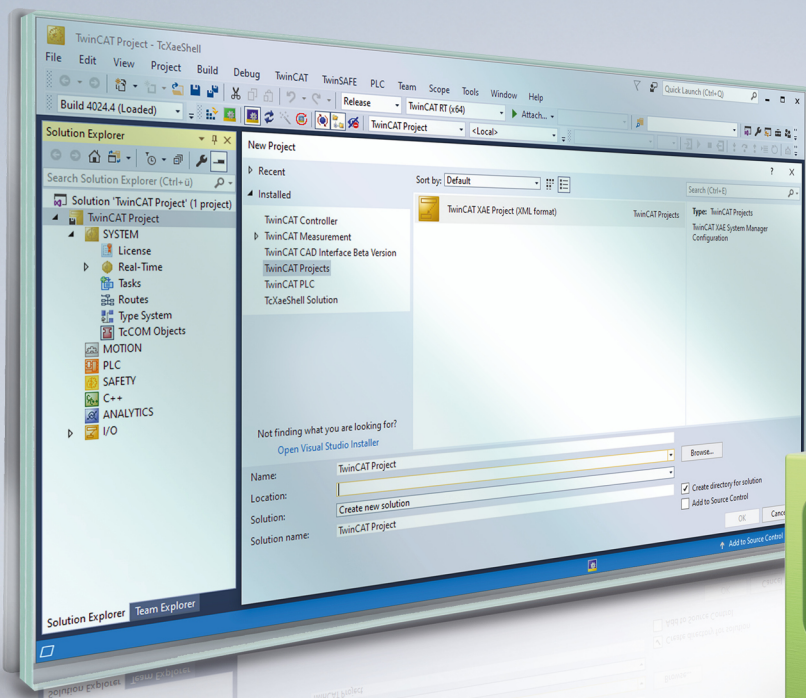 TwinCAT Project - TcXaeShell
File Edit View Project Build Debug TwinCAT TwinSAFE PLC Team Scope Tools Window Help
Quick Launch (Ctrl+Q)
Release TwinCAT RT (x64) Attach...
Build 4024.4 (Loaded) TwinCAT Project <Local>
Solution Explorer
Search Solution Explorer (Ctrl+ü)
Solution 'TwinCAT Project' (1 project)
TwinCAT Project
SYSTEM
License
Real-Time
Tasks
Routes
Type System
TcCOM Objects
MOTION
PLC
SAFETY
C++
ANALYTICS
I/O
Solution Explorer Team Explorer
New Project
? X
Recent
Installed
TwinCAT Controller
TwinCAT Measurement
TwinCAT CAD Interface Beta Version
TwinCAT Projects
TwinCAT PLC
TcXaeShell Solution
Not finding what you are looking for?
Open Visual Studio Installer
Sort by: Default
TwinCAT XAE Project (XML format) TwinCAT Projects
Search (Ctrl+E)
Type: TwinCAT Projects
TwinCAT XAE System Manager
Configuration
Name: TwinCAT Project
Location: Browse...
Solution: Create new solution
Solution name: TwinCAT Project
Create directory for solution
Add to Source Control
OK Cance
Add to Source Control